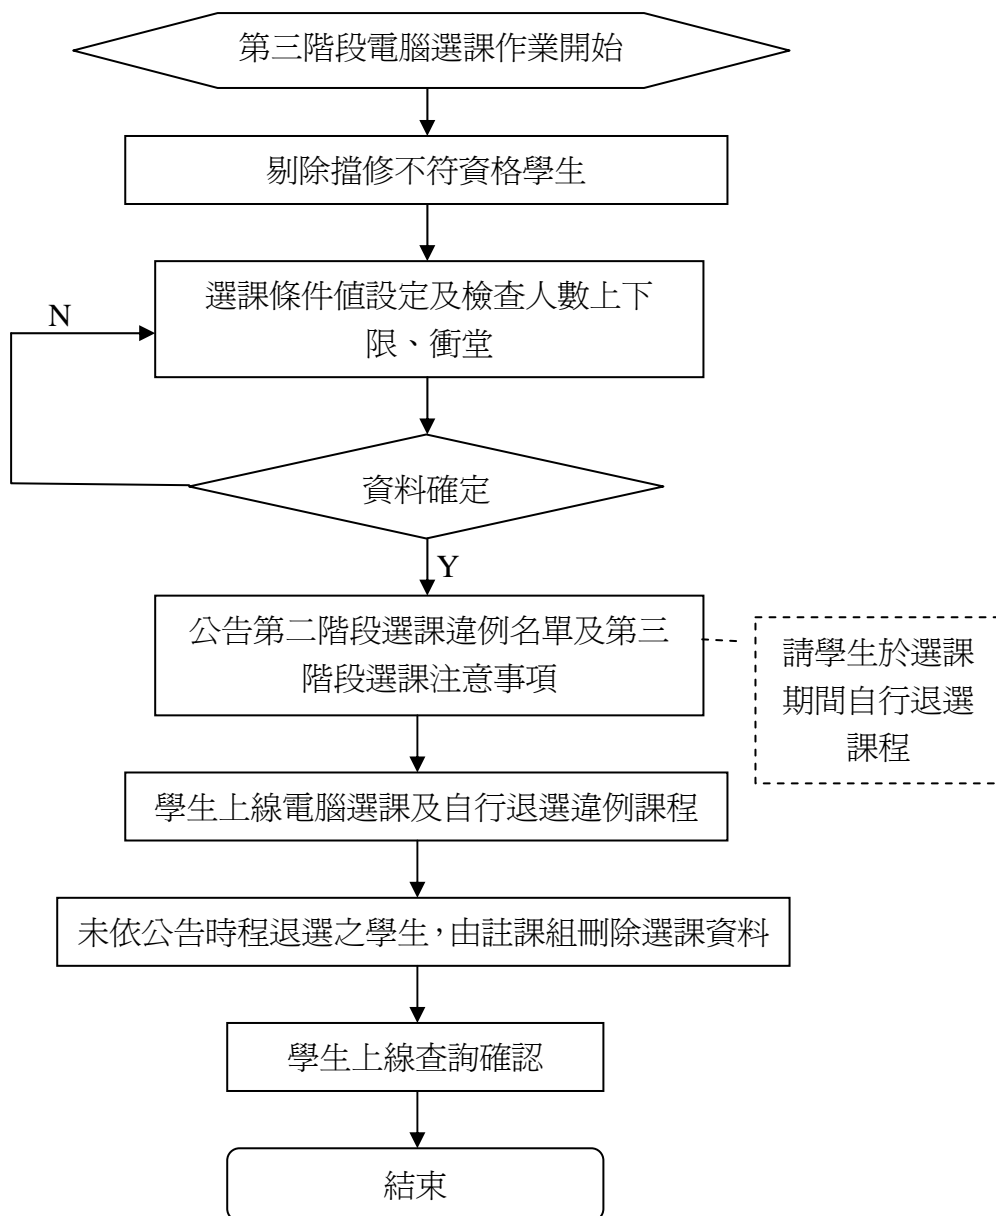 第三階段電腦選課作業開始
剔除擋修不符資格學生
選課條件值設定及檢查人數上下
限、衝堂
N
資料確定
Y
公告第二階段選課違例名單及第三
階段選課注意事項
請學生於選課
期間自行退選
課程
學生上線電腦選課及自行退選違例課程
未依公告時程退選之學生，由註課組刪除選課資料
學生上線查詢確認
結束